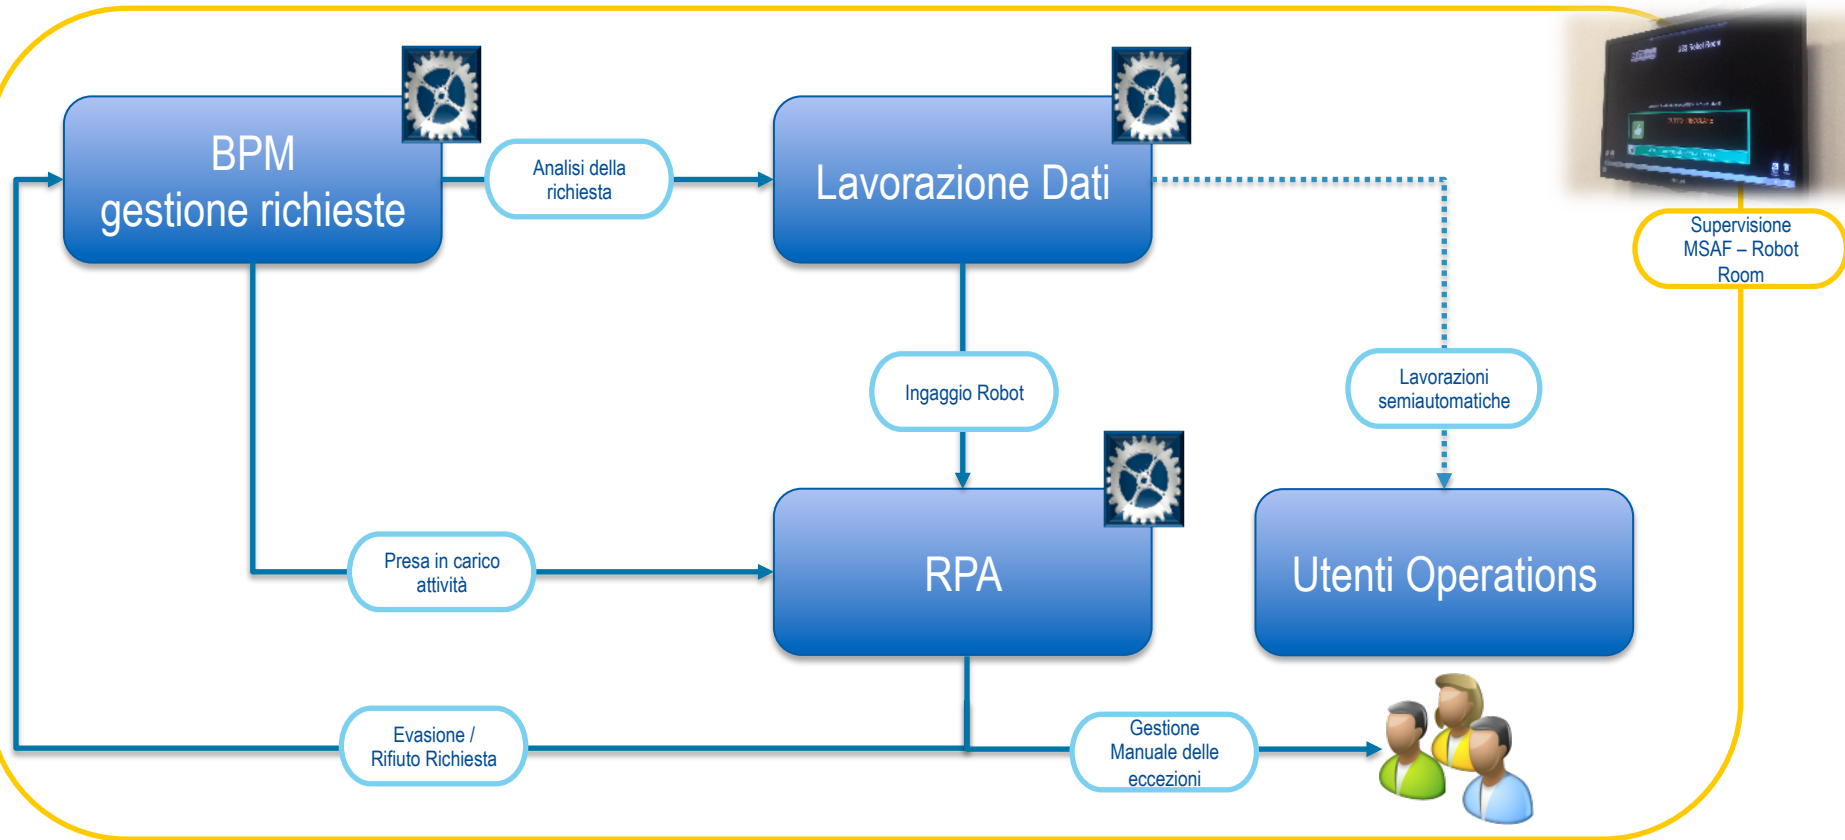 BPM
gestione richieste
Analisi della
richiesta
Lavorazione Dati
Supervisione
MSAF – Robot
Room
Ingaggio Robot
Lavorazioni
semiautomatiche
Presa in carico
attività
RPA
Utenti Operations
Evasione /
Rifiuto Richiesta
Gestione
Manuale delle
eccezioni